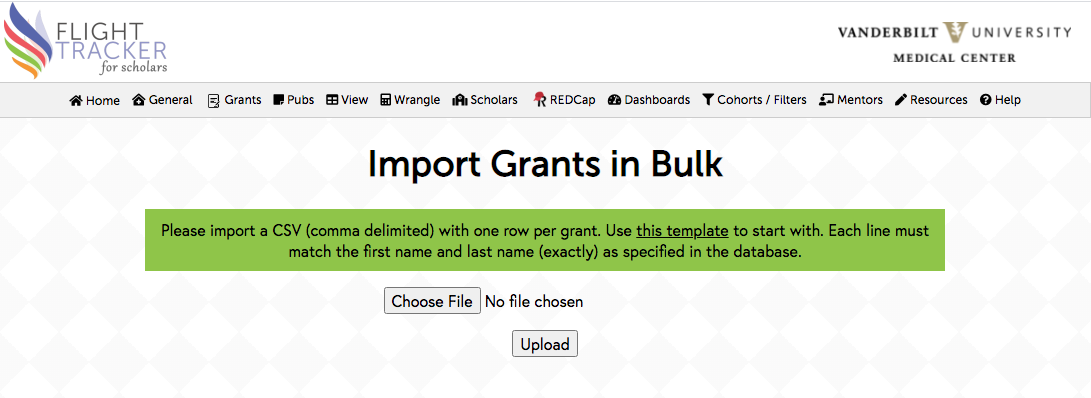 FLIGHT
TRACKER
for scholars
VANDERBILT UNIVERSITY
MEDICAL CENTER
Home General Grants Pubs View Wrangle Scholars REDCap Dashboards Cohorts / Filters Mentors Resources Help
Import Grants in Bulk
Please import a CSV (comma delimited) with one row per grant. Use this template to start with. Each line must
match the first name and last name (exactly) as specified in the database.
Choose File No file chosen
Upload